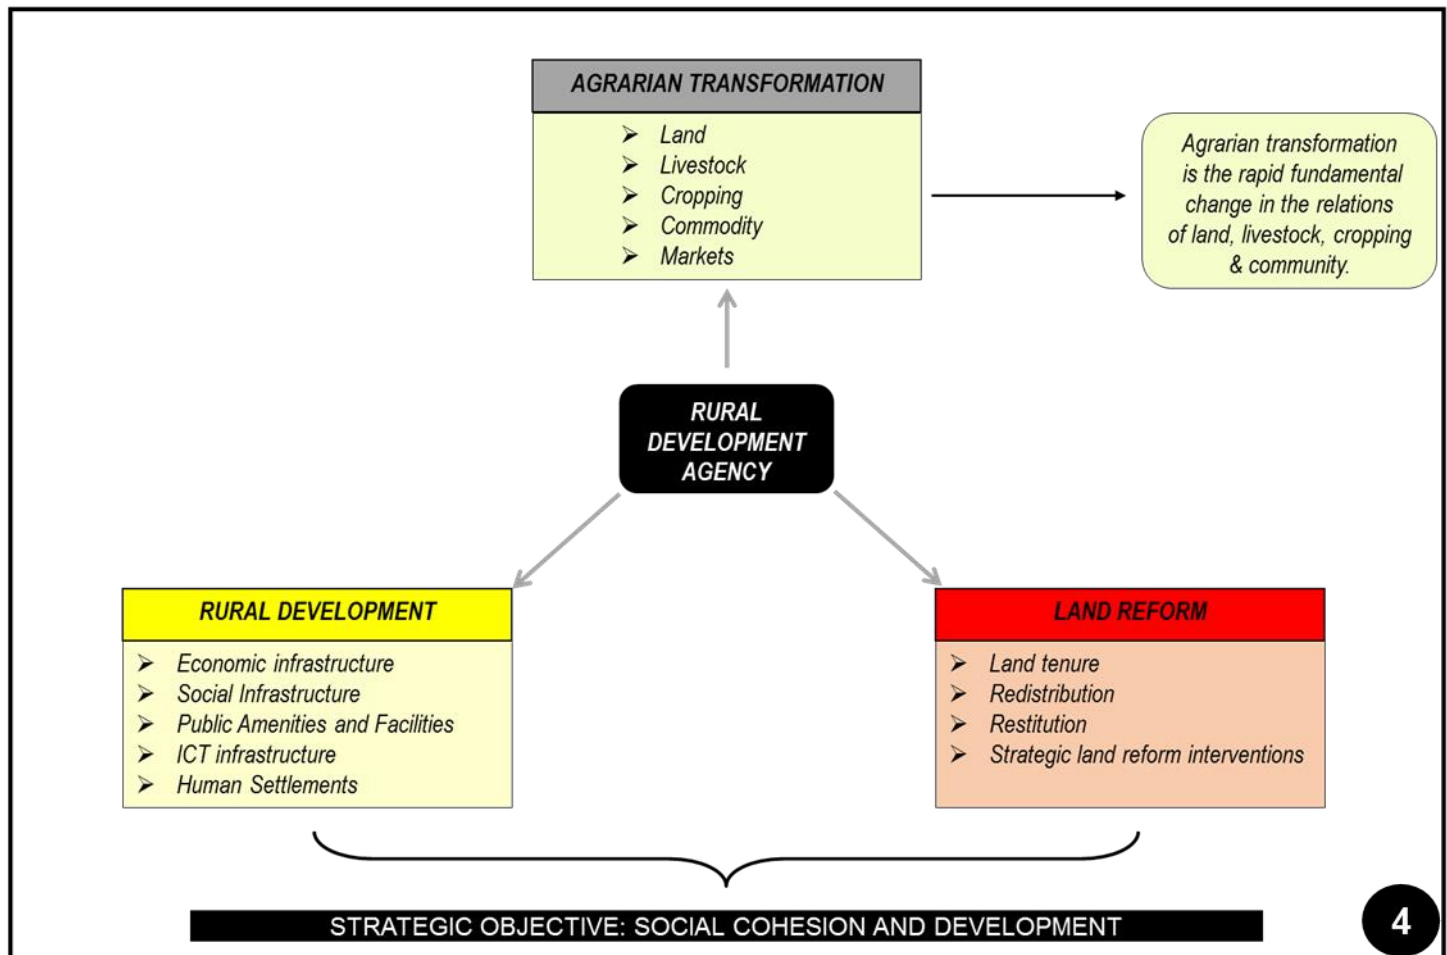 AGRARIAN TRANSFORMATION
➢ Land
➢ Livestock
➢ Cropping
➢ Commodity
➢ Markets
Agrarian transformation
is the rapid fundamental
change in the relations
of land, livestock, cropping
& community.
RURAL
DEVELOPMENT
AGENCY
RURAL DEVELOPMENT
➢ Economic infrastructure
➢ Social Infrastructure
➢ Public Amenities and Facilities
➢ ICT infrastructure
➢ Human Settlements
LAND REFORM
➢ Land tenure
➢ Redistribution
➢ Restitution
➢ Strategic land reform interventions
STRATEGIC OBJECTIVE: SOCIAL COHESION AND DEVELOPMENT
4